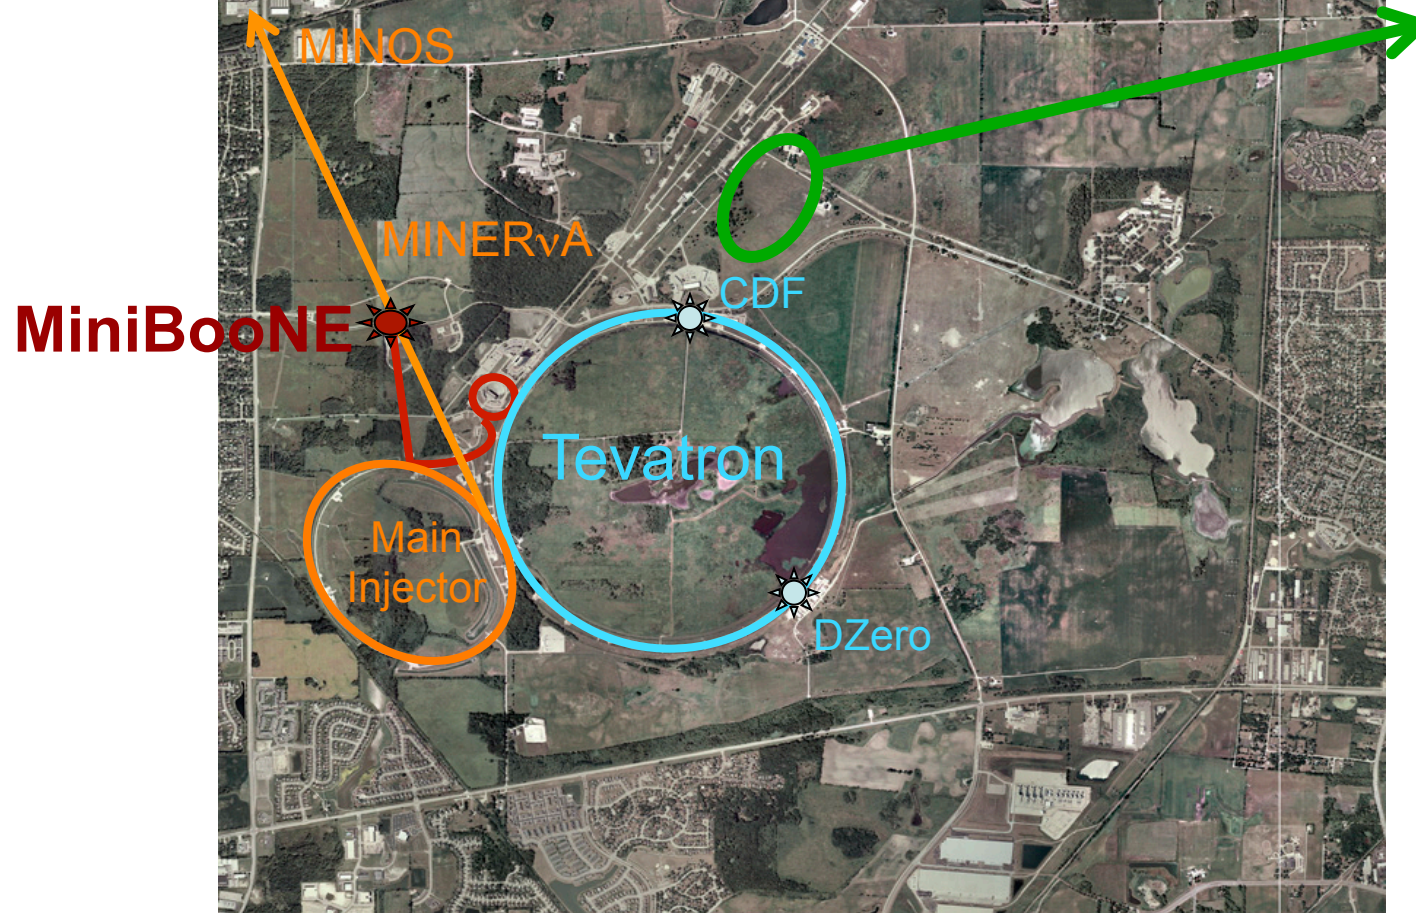 MINOS
MINERνA
CDF
MiniBooNE
Tevatron
Main
Injector
DZero